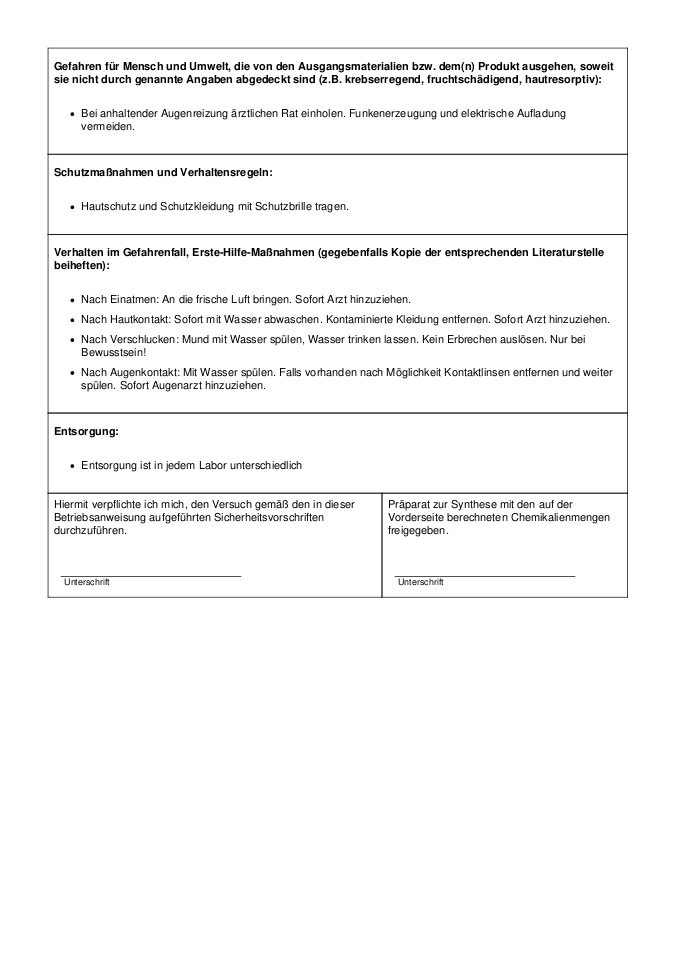 Gefahren für Mensch und Umwelt, die von den Ausgangsmaterialien bzw. dem(n) Produkt ausgehen, soweit
sie nicht durch genannte Angaben abgedeckt sind (z.B. krebserregend, fruchtschädigend, hautresorptiv):
• Bei anhaltender Augenreizung ärztlichen Rat einholen. Funkenerzeugung und elektrische Aufladung
vermeiden.
Schutzmaßnahmen und Verhaltensregeln:
• Hautschutz und Schutzkleidung mit Schutzbrille tragen.
Verhalten im Gefahrenfall, Erste-Hilfe-Maßnahmen (gegebenfalls Kopie der entsprechenden Literaturstelle
beiheften):
• Nach Einatmen: An die frische Luft bringen. Sofort Arzt hinzuziehen.
• Nach Hautkontakt: Sofort mit Wasser abwaschen. Kontaminierte Kleidung entfernen. Sofort Arzt hinzuziehen.
• Nach Verschlucken: Mund mit Wasser spülen, Wasser trinken lassen. Kein Erbrechen auslösen. Nur bei
Bewusstsein!
• Nach Augenkontakt: Mit Wasser spülen. Falls vorhanden nach Möglichkeit Kontaktlinsen entfernen und weiter
spülen. Sofort Augenarzt hinzuziehen.
Entsorgung:
• Entsorgung ist in jedem Labor unterschiedlich
Hiermit verpflichte ich mich, den Versuch gemäß den in dieser
Betriebsanweisung aufgeführten Sicherheitsvorschriften
durchzuführen.
Unterschrift
Präparat zur Synthese mit den auf der
Vorderseite berechneten Chemikalienmengen
freigegeben.
Unterschrift